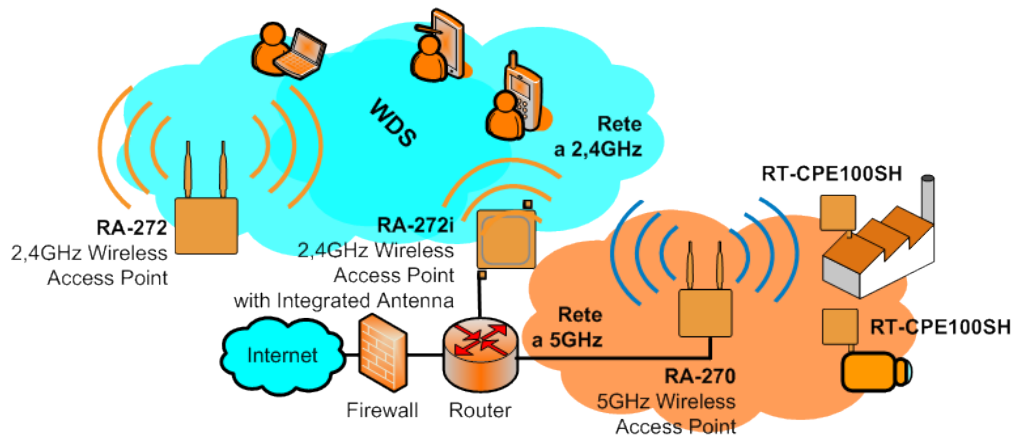 WDS
Rete
a 2,4GHz
RT-CPE100SH
RA-272
2,4GHz Wireless
Access Point
RA-272i
2,4GHz Wireless
Access Point
with Integrated Antenna
Rete
a 5GHz
RT-CPE100SH
Internet
Firewall
Router
RA-270
5GHz Wireless
Access Point